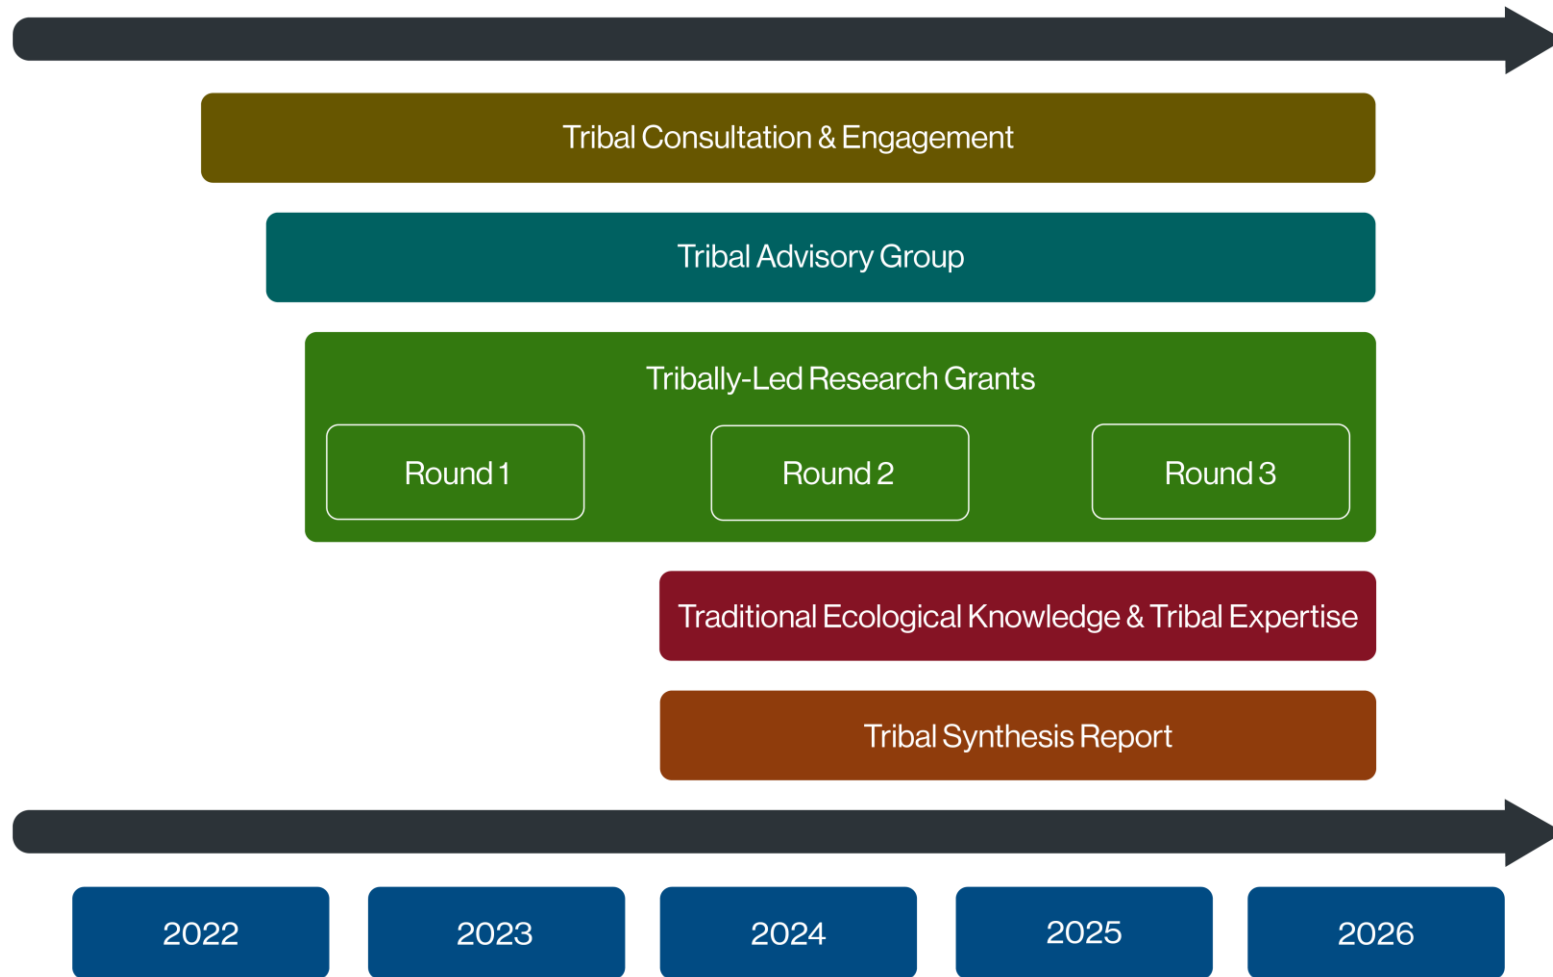 Tribal Consultation & Engagement
Tribal Advisory Group
Tribally-Led Research Grants
Round 1
Round 2
Round 3
Traditional Ecological Knowledge & Tribal Expertise
Tribal Synthesis Report
2022
2023
2024
2025
2026